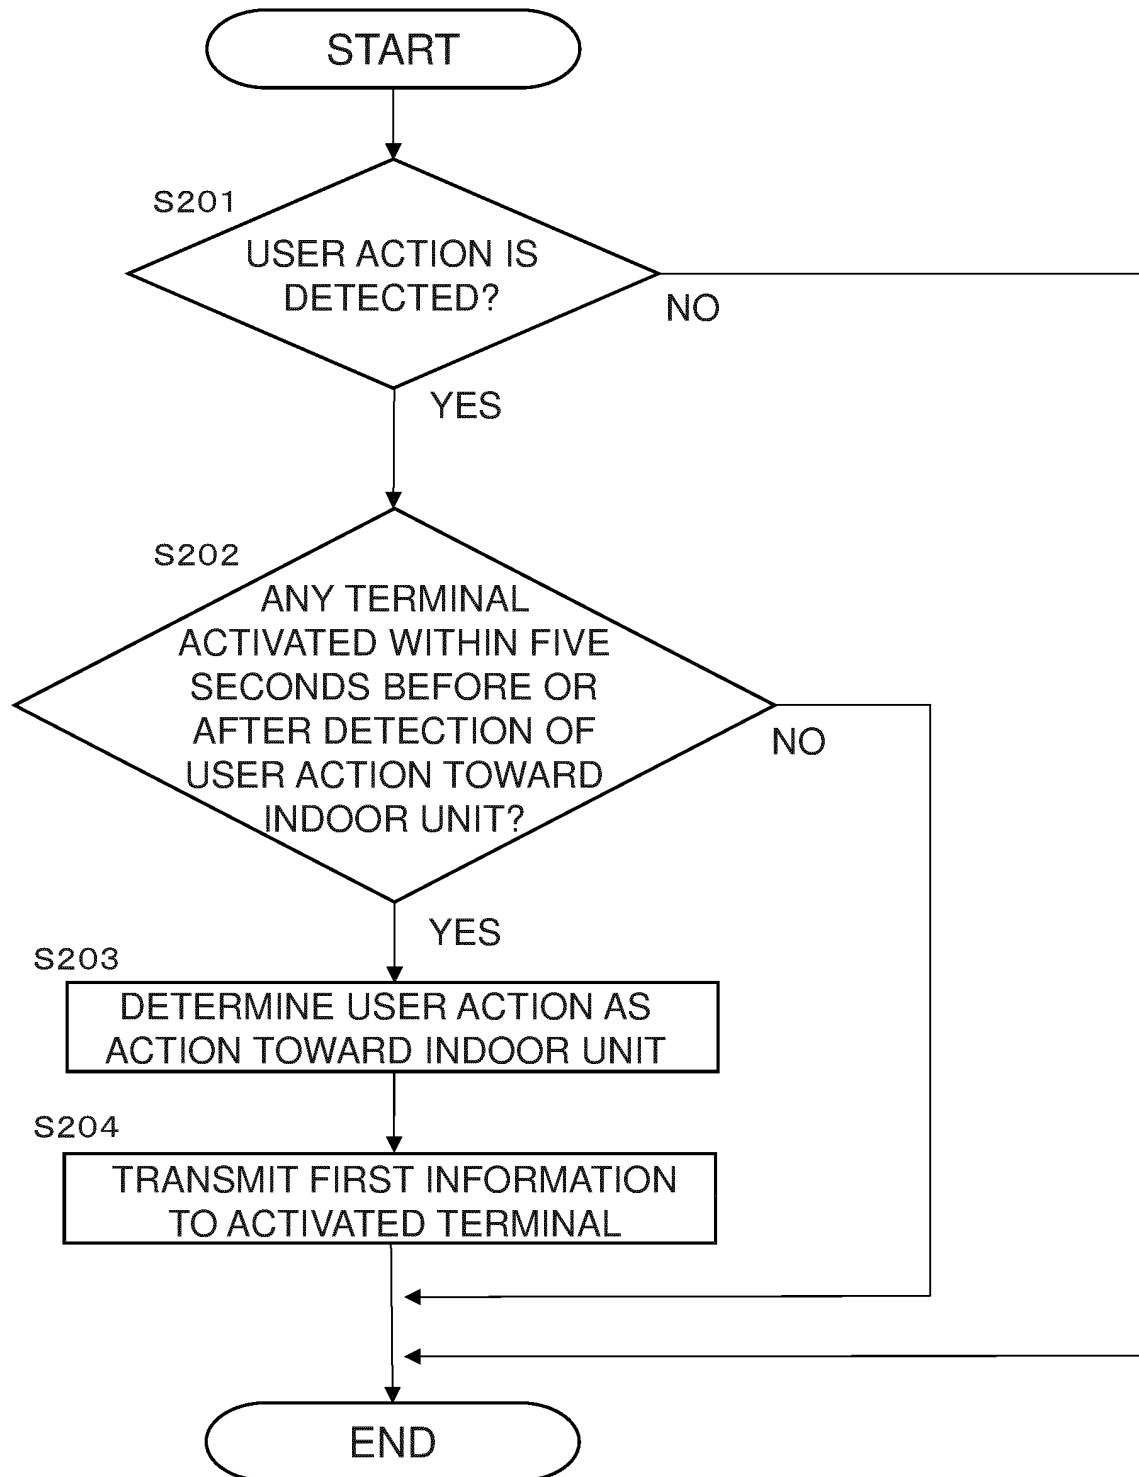 START
S201
USER ACTION IS
DETECTED?
NO
YES
S202
ANY TERMINAL
ACTIVATED WITHIN FIVE
SECONDS BEFORE OR
AFTER DETECTION OF
USER ACTION TOWARD
INDOOR UNIT?
NO
YES
S203
DETERMINE USER ACTION AS
ACTION TOWARD INDOOR UNIT
S204
TRANSMIT FIRST INFORMATION
TO ACTIVATED TERMINAL
END